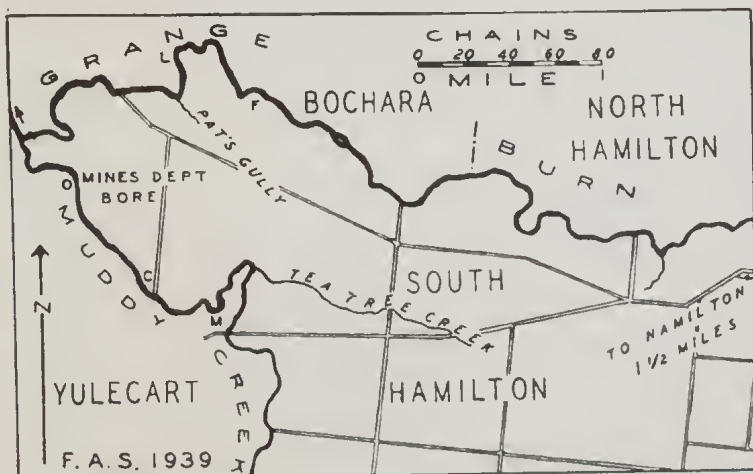 GRANGE
BURN
CHAINS
0 20 40 60 80
0 MILE 1
L
F
A
BOCHARA
NORTH
HAMILTON
PAT'S GULLY
O
MINES DEPT
BORE
MUDDY
CREEK
C
M
TEA TREE CREEK
SOUTH
HAMILTON
TO NAMILTON
1 1/2 MILES
N
YULECART
F. A. S. 1939